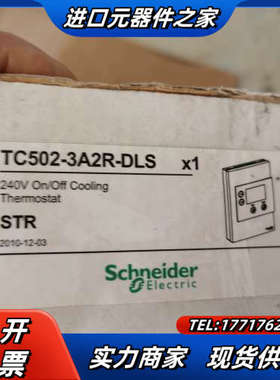 进口元器件之家
TC502-3A2R-DLS x1
240V On/Off Cooling
Thermostat
STR
2010-12-03
Schneider
Electric
开
票
TEL:1771762
实力商家 现货供